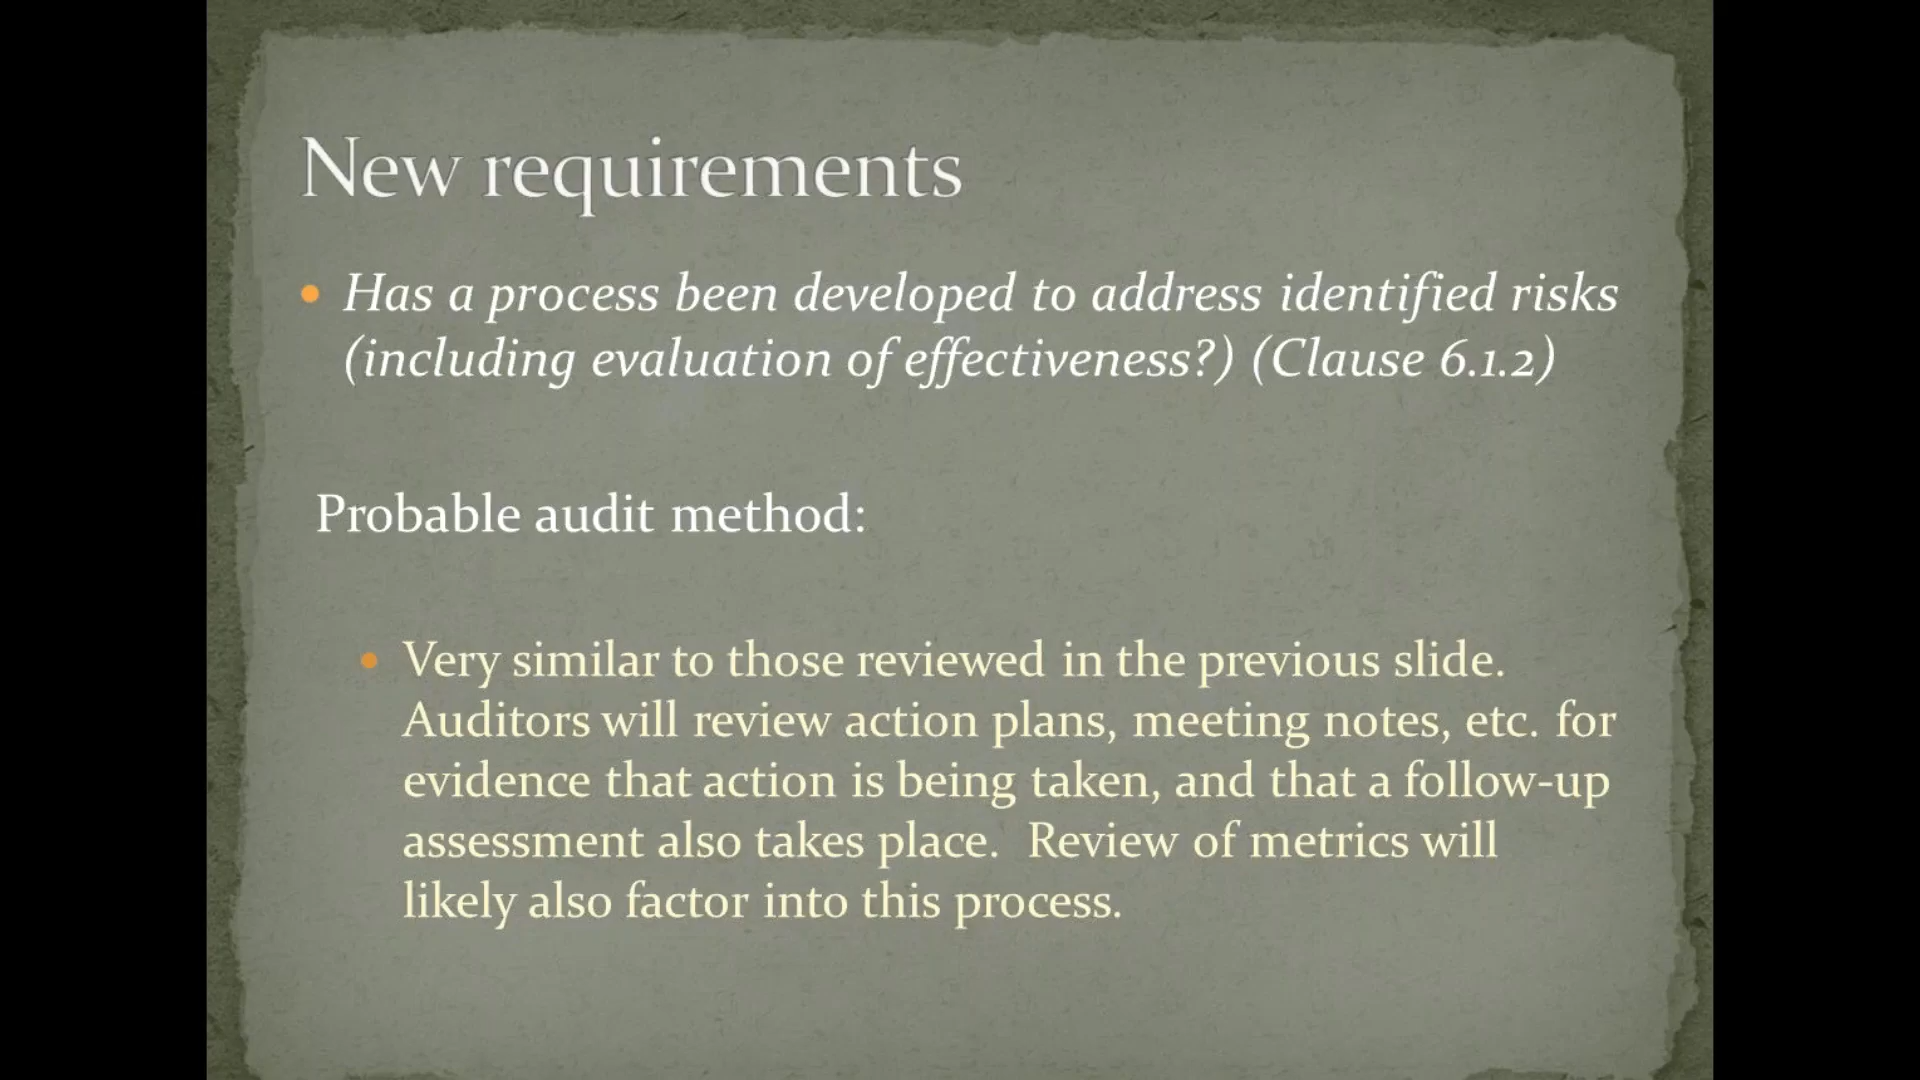 New requirements
• Has a process been developed to address identified risks
(including evaluation of effectiveness?) (Clause 6.1.2)
Probable audit method:
• Very similar to those reviewed in the previous slide.
Auditors will review action plans, meeting notes, etc. for
evidence that action is being taken, and that a follow-up
assessment also takes place.  Review of metrics will
likely also factor into this process.